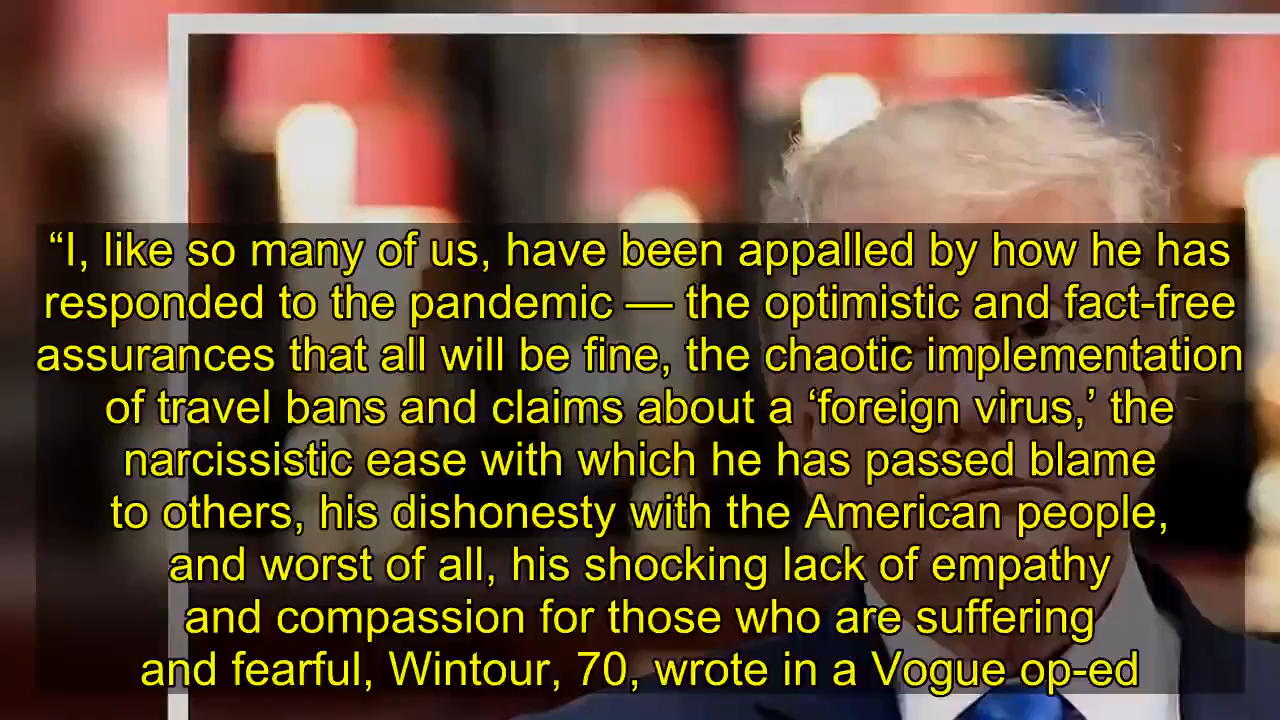 “I, like so many of us, have been appalled by how he has
responded to the pandemic — the optimistic and fact-free
assurances that all will be fine, the chaotic implementation
of travel bans and claims about a ‘foreign virus,’ the
narcissistic ease with which he has passed blame
to others, his dishonesty with the American people,
and worst of all, his shocking lack of empathy
and compassion for those who are suffering
and fearful, Wintour, 70, wrote in a Vogue op-ed